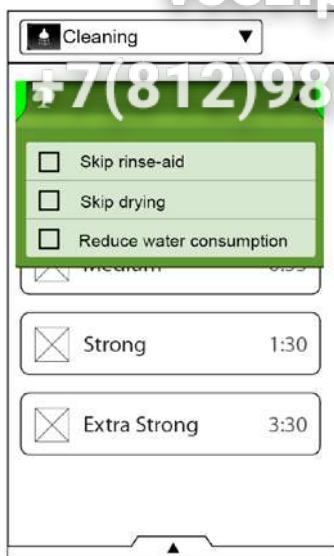 Cleaning
+7(812)98
Skip rinse-aid
Skip drying
Reduce water consumption
Medium
Strong 1:30
Extra Strong 3:30